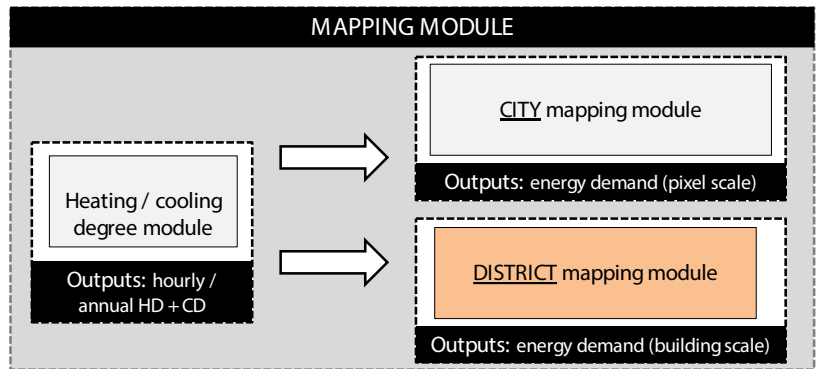 MAPPING MODULE
Heating / cooling
degree module
Outputs: hourly /
annual HD + CD
CITY mapping module
Outputs: energy demand (pixel scale)
DISTRICT mapping module
Outputs: energy demand (building scale)